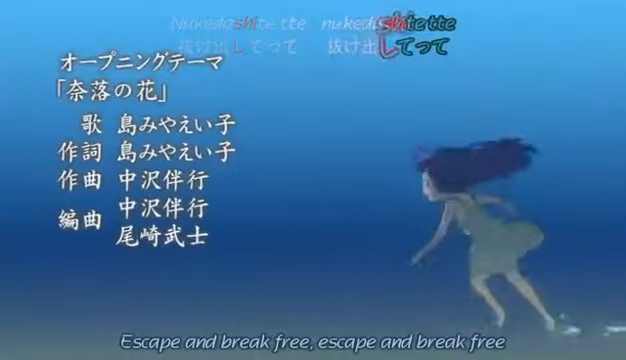 Nukedashite tte nukedashite tte
抜け出してって 抜け出してって
オープニングテーマ
「奈落の花」
歌 島みやえい子
作詞 島みやえい子
作曲 中沢伴行
編曲 中沢伴行
尾崎武士
Escape and break free, escape and break free